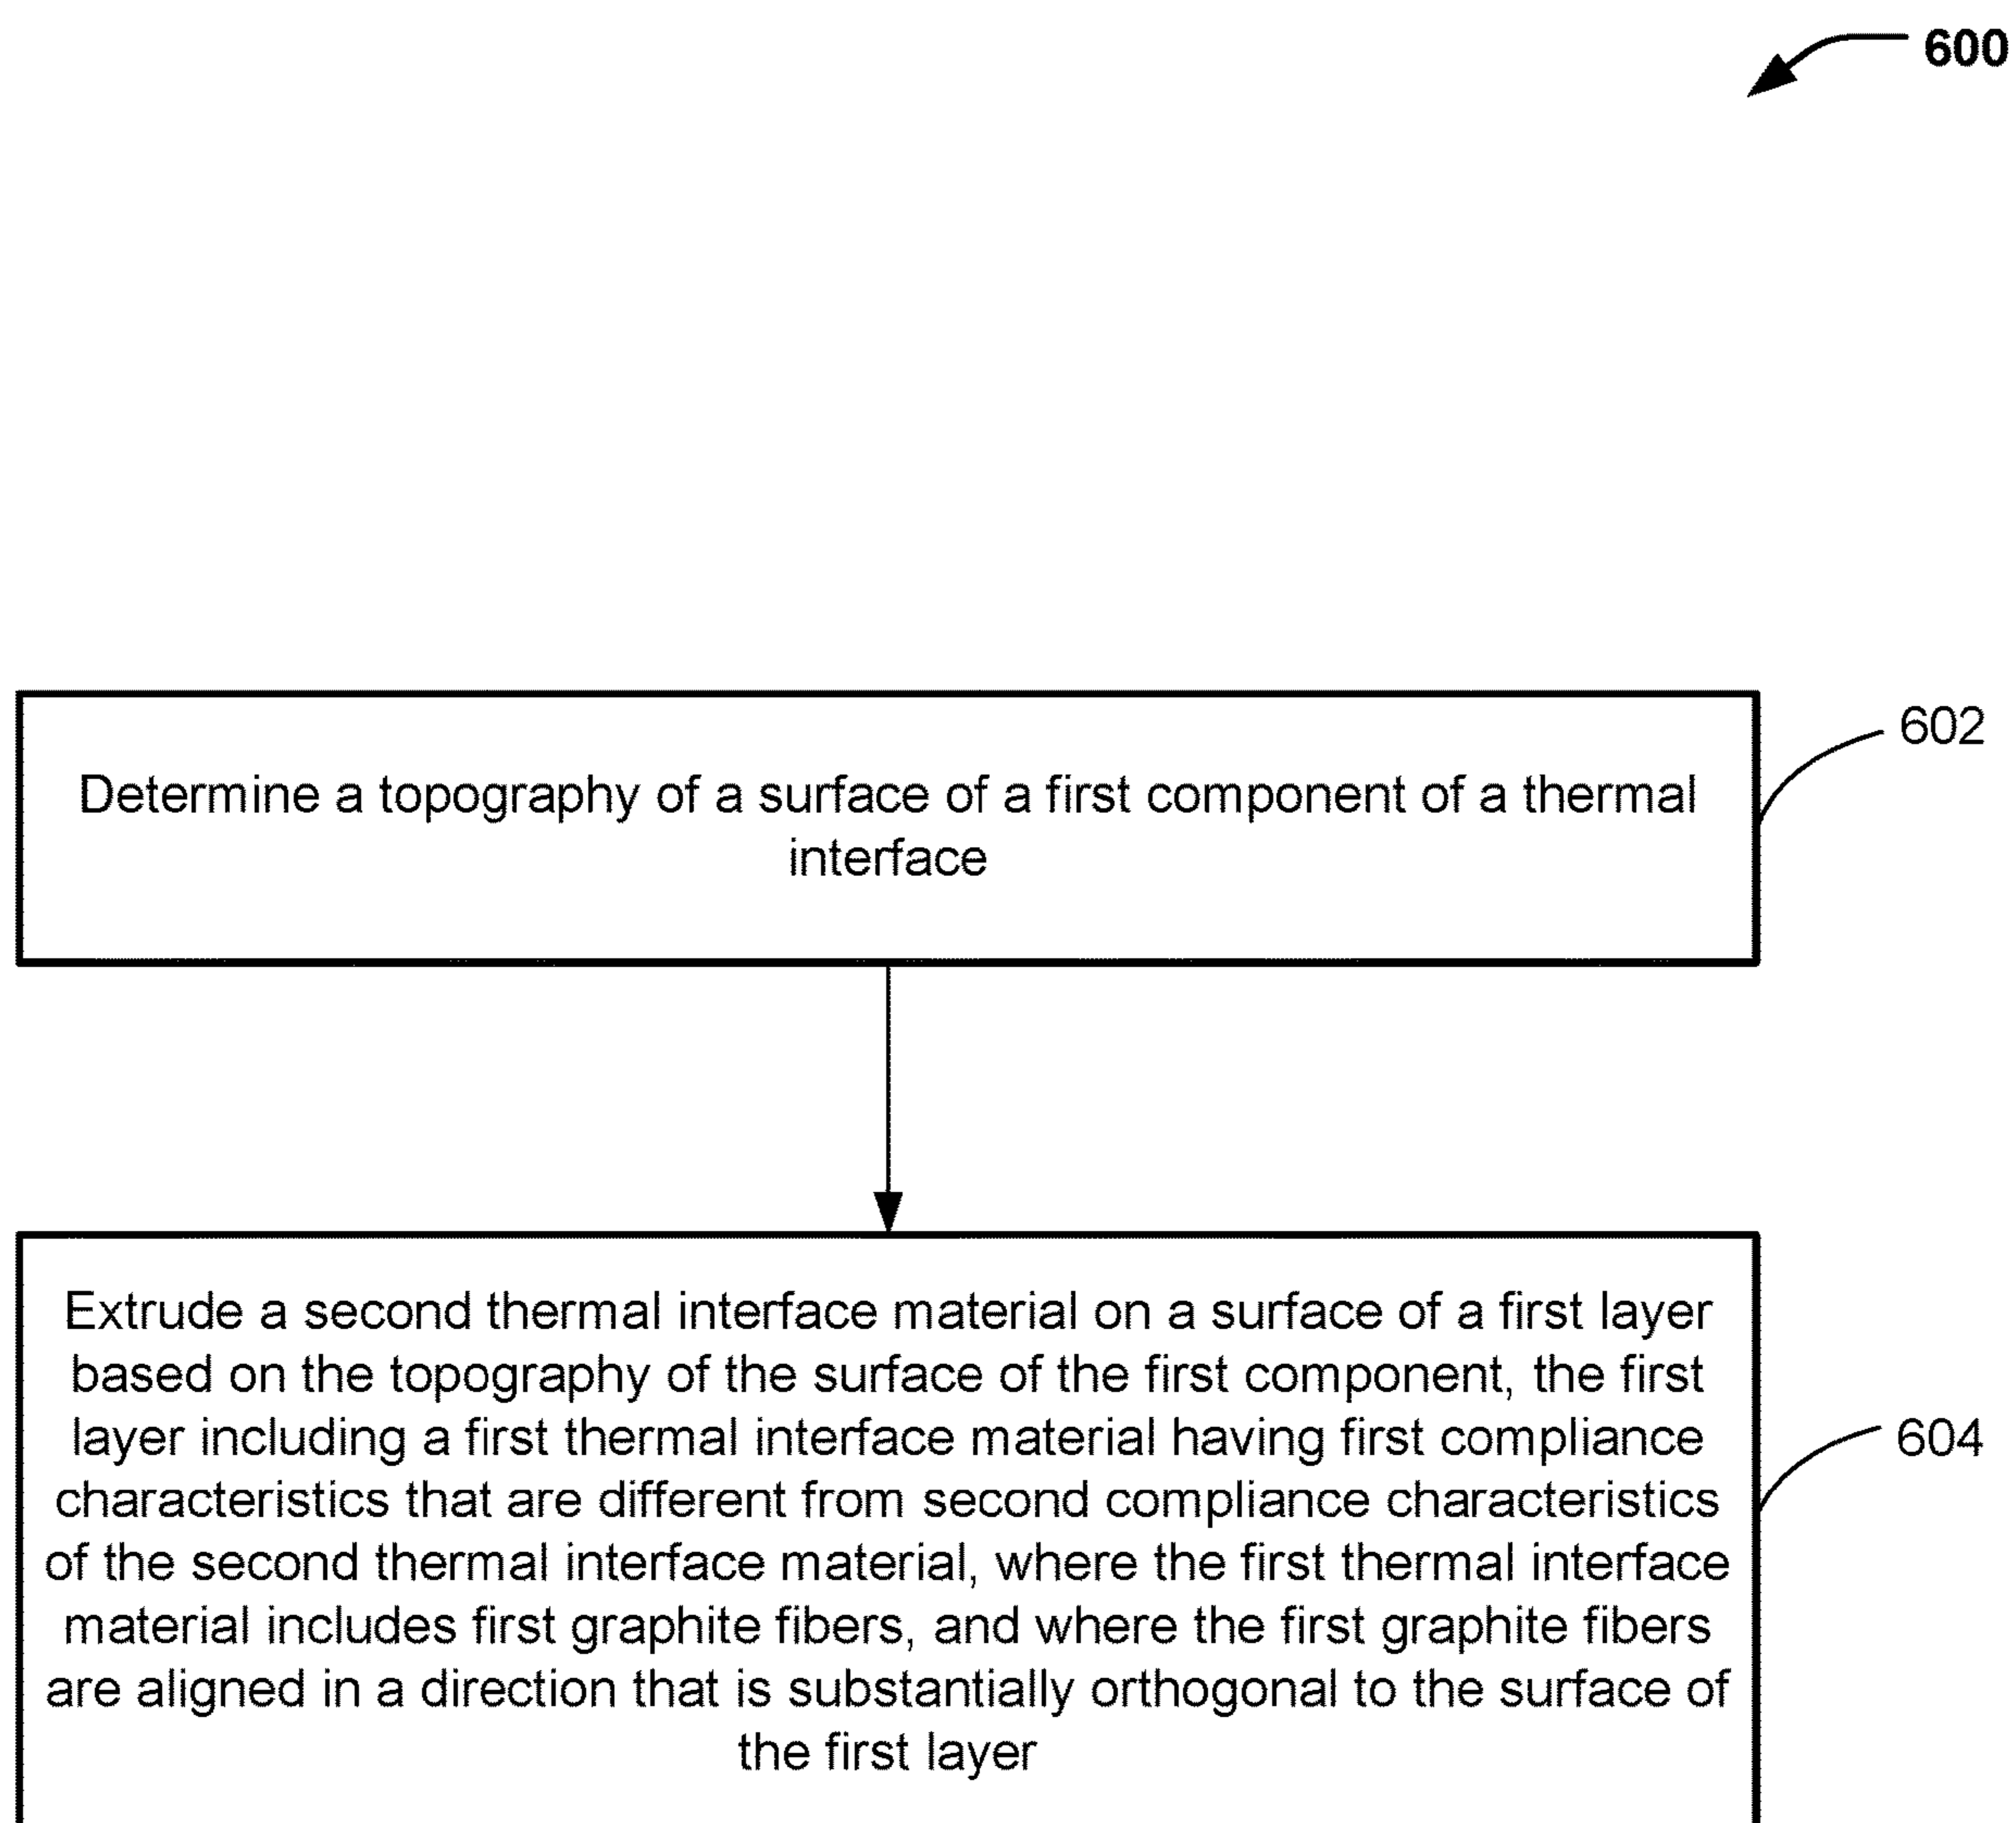 600
602
Determine a topography of a surface of a first component of a thermal
interface
Extrude a second thermal interface material on a surface of a first layer
based on the topography of the surface of the first component, the first
layer including a first thermal interface material having first compliance
characteristics that are different from second compliance characteristics
of the second thermal interface material, where the first thermal interface
material includes first graphite fibers, and where the first graphite fibers
are aligned in a direction that is substantially orthogonal to the surface of
the first layer
604